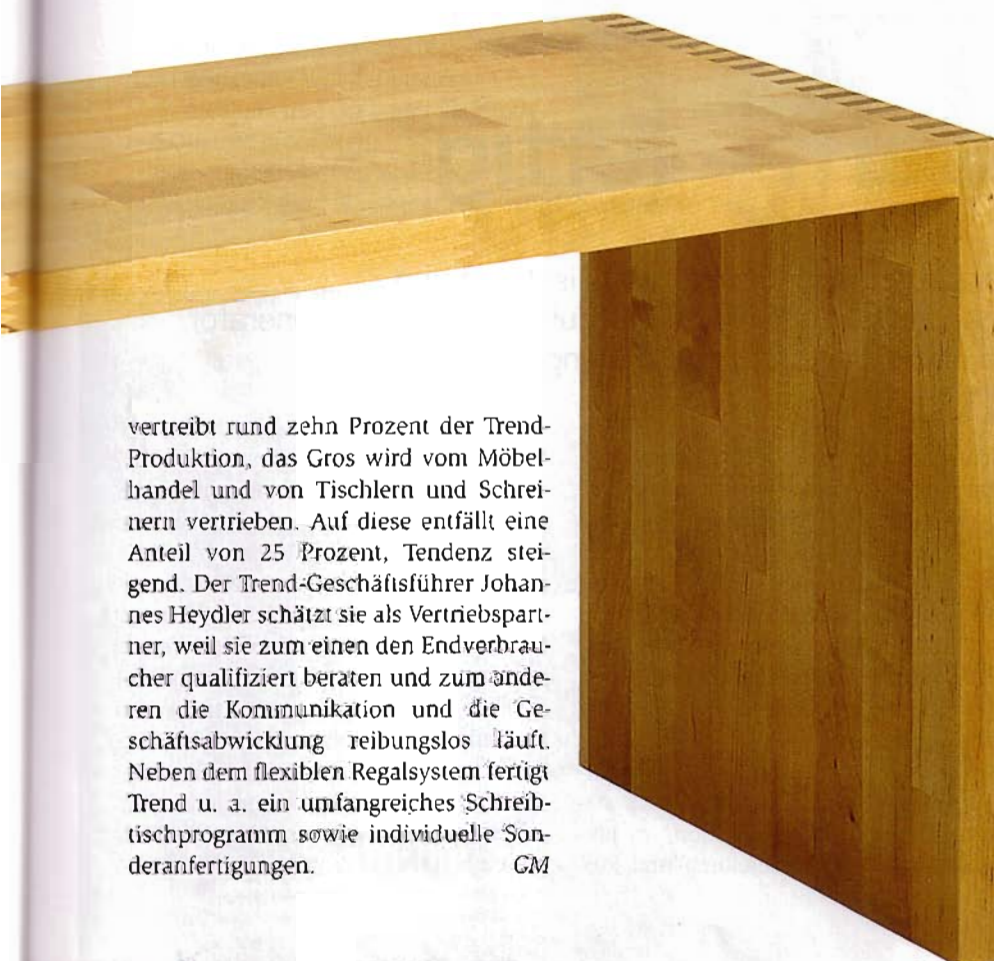 vertreibt rund zehn Prozent der Trend-
Produktion, das Gros wird vom Möbel-
handel und von Tischlern und Schrei-
nern vertrieben. Auf diese entfällt eine
Anteil von 25 Prozent, Tendenz stei-
gend. Der Trend-Geschäftsführer Johan-
nes Heydler schätzt sie als Vertriebspart-
ner, weil sie zum einen den Endverbrau-
cher qualifiziert beraten und zum ande-
ren die Kommunikation und die Ge-
schäftsabwicklung reibungslos läuft.
Neben dem flexiblen Regalsystem fertigt
Trend u. a. ein umfangreiches Schreib-
tischprogramm sowie individuelle Son-
deranfertigungen. GM